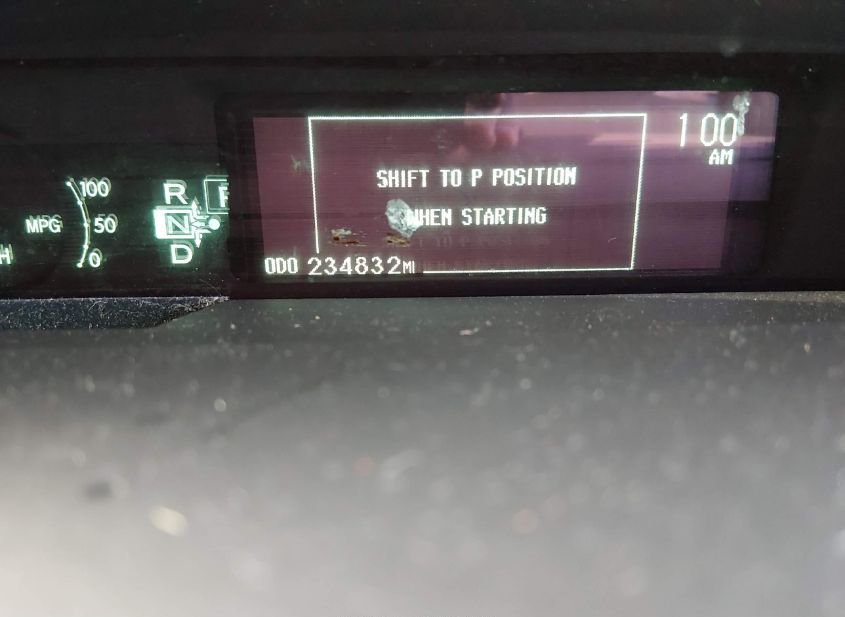 100
MPG
50
0
H
R
N
D
SHIFT TO P POSITION
WHEN STARTING
1 00
AM
ODO 234832MI